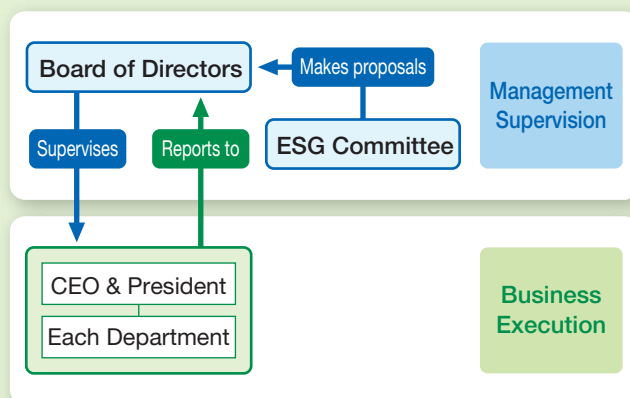 Board of Directors
Makes proposals
Management
Supervision
Supervises
Reports to
ESG Committee
CEO & President
Each Department
Business
Execution